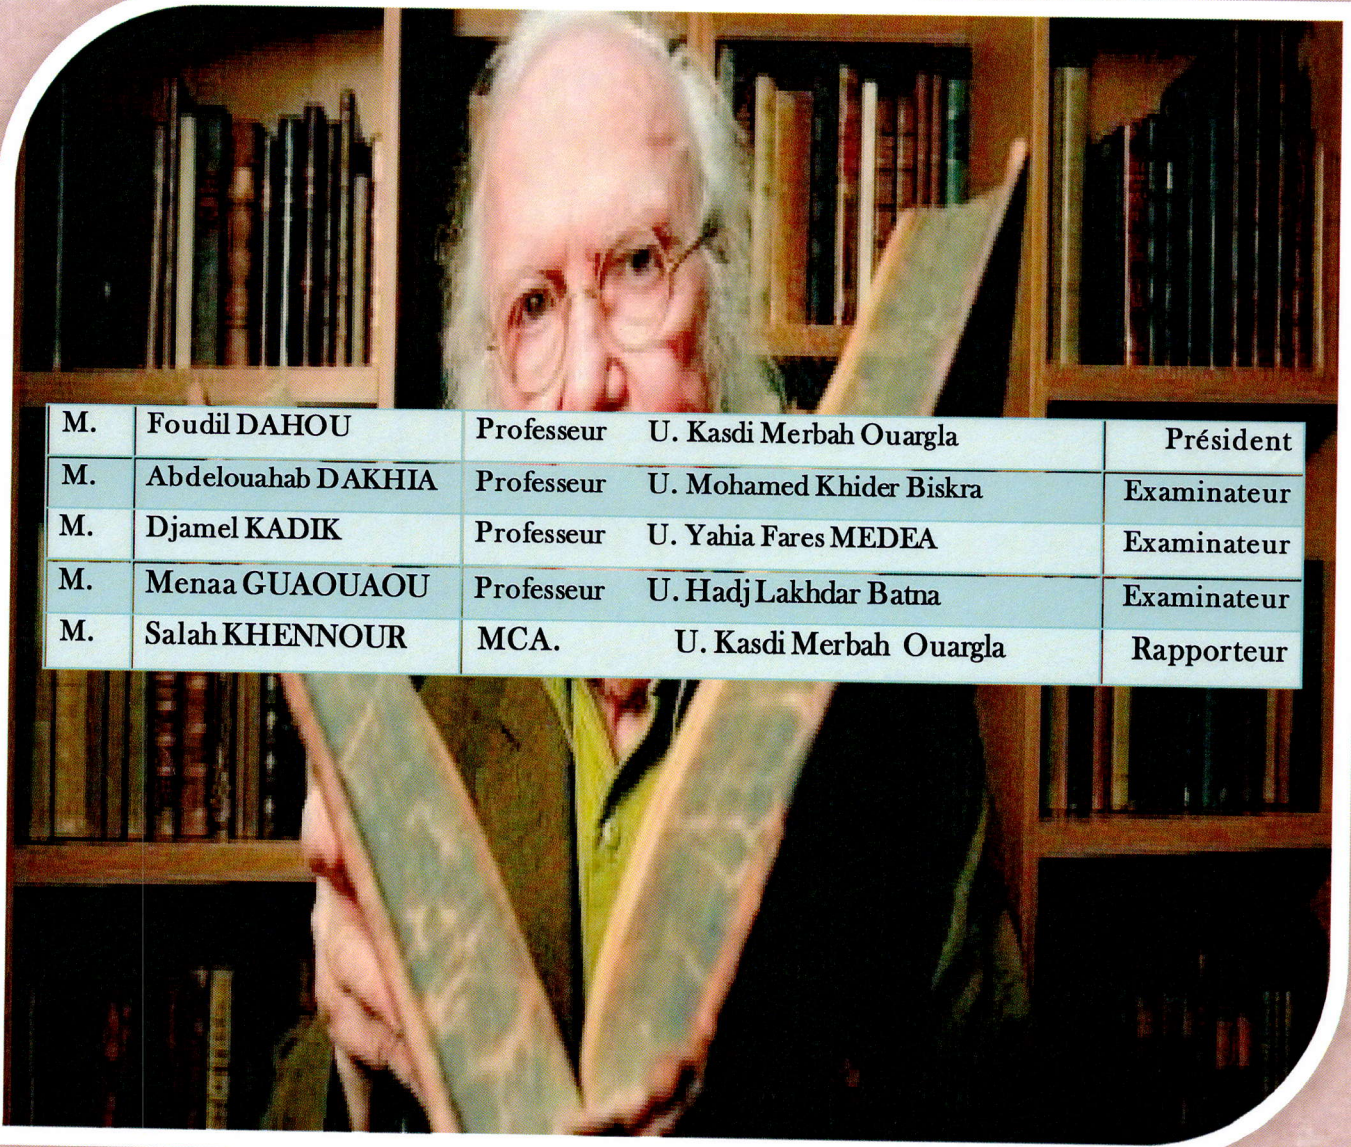 M. Foudil DAHOU Professeur U. Kasdi Merbah Ouargla Président
M. Abdelouahab DAKHIA Professeur U. Mohamed Khider Biskra Examinateur
M. Djamel KADIK Professeur U. Yahia Fares MEDEA Examinateur
M. Menaa GUAOUAOU Professeur U. Hadj Lakhdar Batna Examinateur
M. Salah KHENNOUR MCA. U. Kasdi Merbah Ouargla Rapporteur